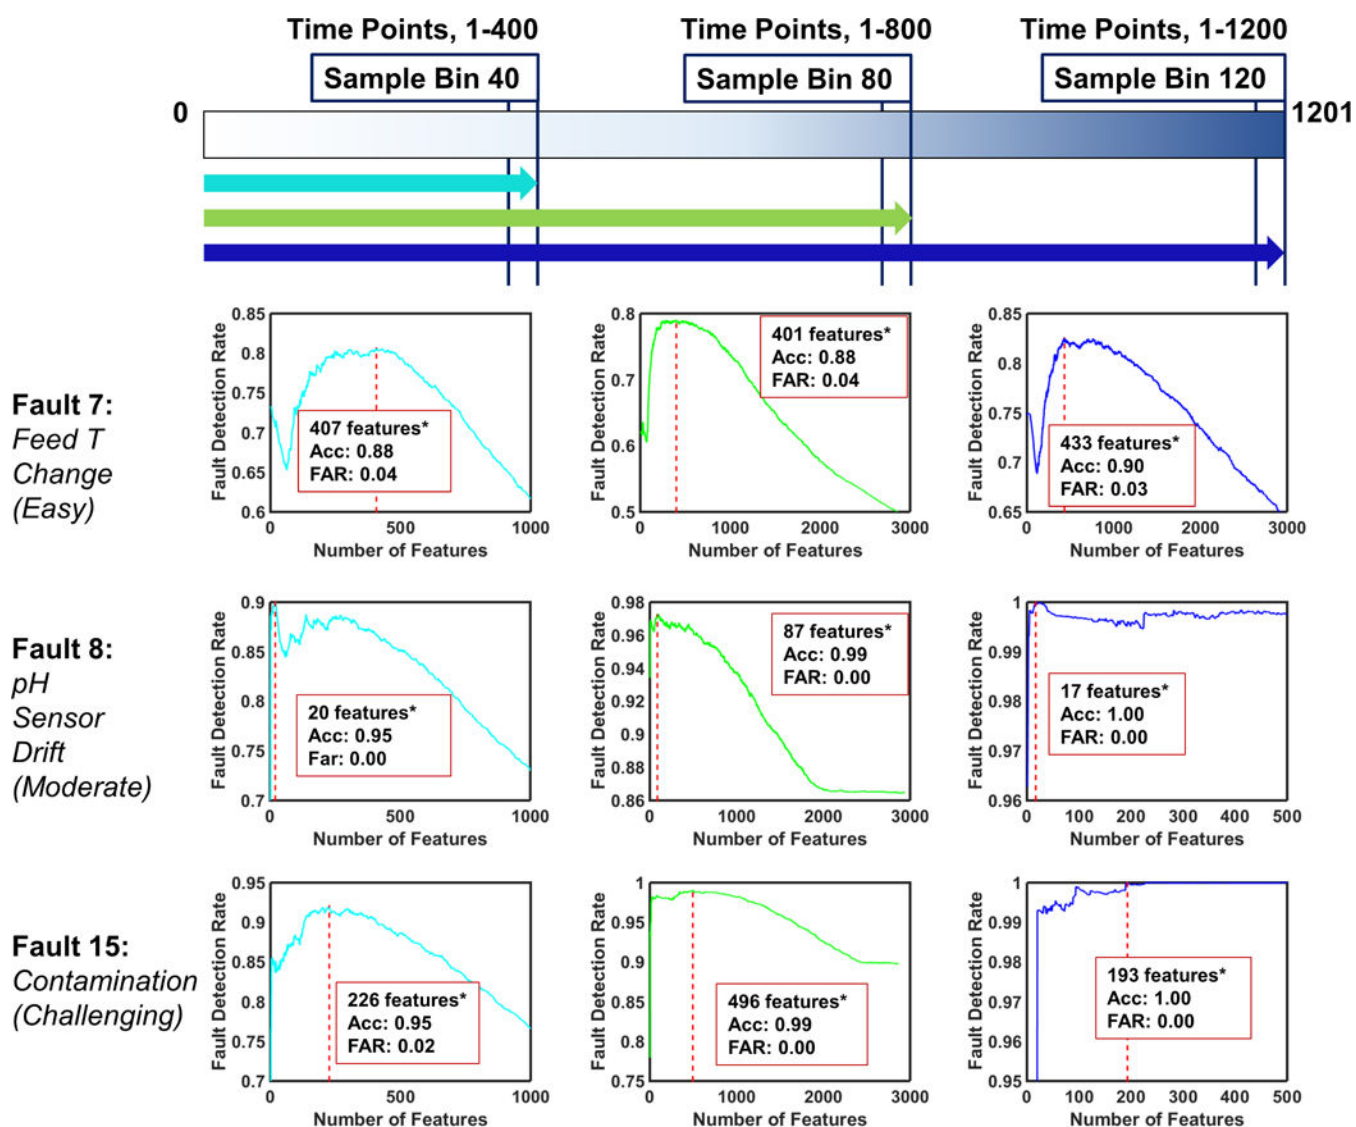 Time Points, 1-400
Time Points, 1-800
Time Points, 1-1200
Sample Bin 40
Sample Bin 80
Sample Bin 120
0
1201
Fault 7:
Feed T
Change
(Easy)
Fault Detection Rate
0.85
0.8
0.75
0.7
0.65
0.6
407 features*
Acc: 0.88
FAR: 0.04
0
500
1000
Number of Features
Fault Detection Rate
0.8
0.7
0.6
0.5
401 features*
Acc: 0.88
FAR: 0.04
0
1000
2000
3000
Number of Features
Fault Detection Rate
0.85
0.8
0.75
0.7
0.65
433 features*
Acc: 0.90
FAR: 0.03
0
1000
2000
3000
Number of Features
Fault 8:
pH
Sensor
Drift
(Moderate)
Fault Detection Rate
0.9
0.85
0.8
0.75
0.7
20 features*
Acc: 0.95
Far: 0.00
0
500
1000
Number of Features
Fault Detection Rate
0.98
0.96
0.94
0.92
0.9
0.88
0.86
87 features*
Acc: 0.99
FAR: 0.00
0
1000
2000
3000
Number of Features
Fault Detection Rate
1
0.99
0.98
0.97
0.96
17 features*
Acc: 1.00
FAR: 0.00
0
100
200
300
400
500
Number of Features
Fault 15:
Contamination
(Challenging)
Fault Detection Rate
0.95
0.9
0.85
0.8
0.75
0.7
226 features*
Acc: 0.95
FAR: 0.02
0
500
1000
Number of Features
Fault Detection Rate
1
0.95
0.9
0.85
0.8
0.75
496 features*
Acc: 0.99
FAR: 0.00
0
1000
2000
3000
Number of Features
Fault Detection Rate
1
0.99
0.98
0.97
0.96
0.95
193 features*
Acc: 1.00
FAR: 0.00
0
100
200
300
400
500
Number of Features